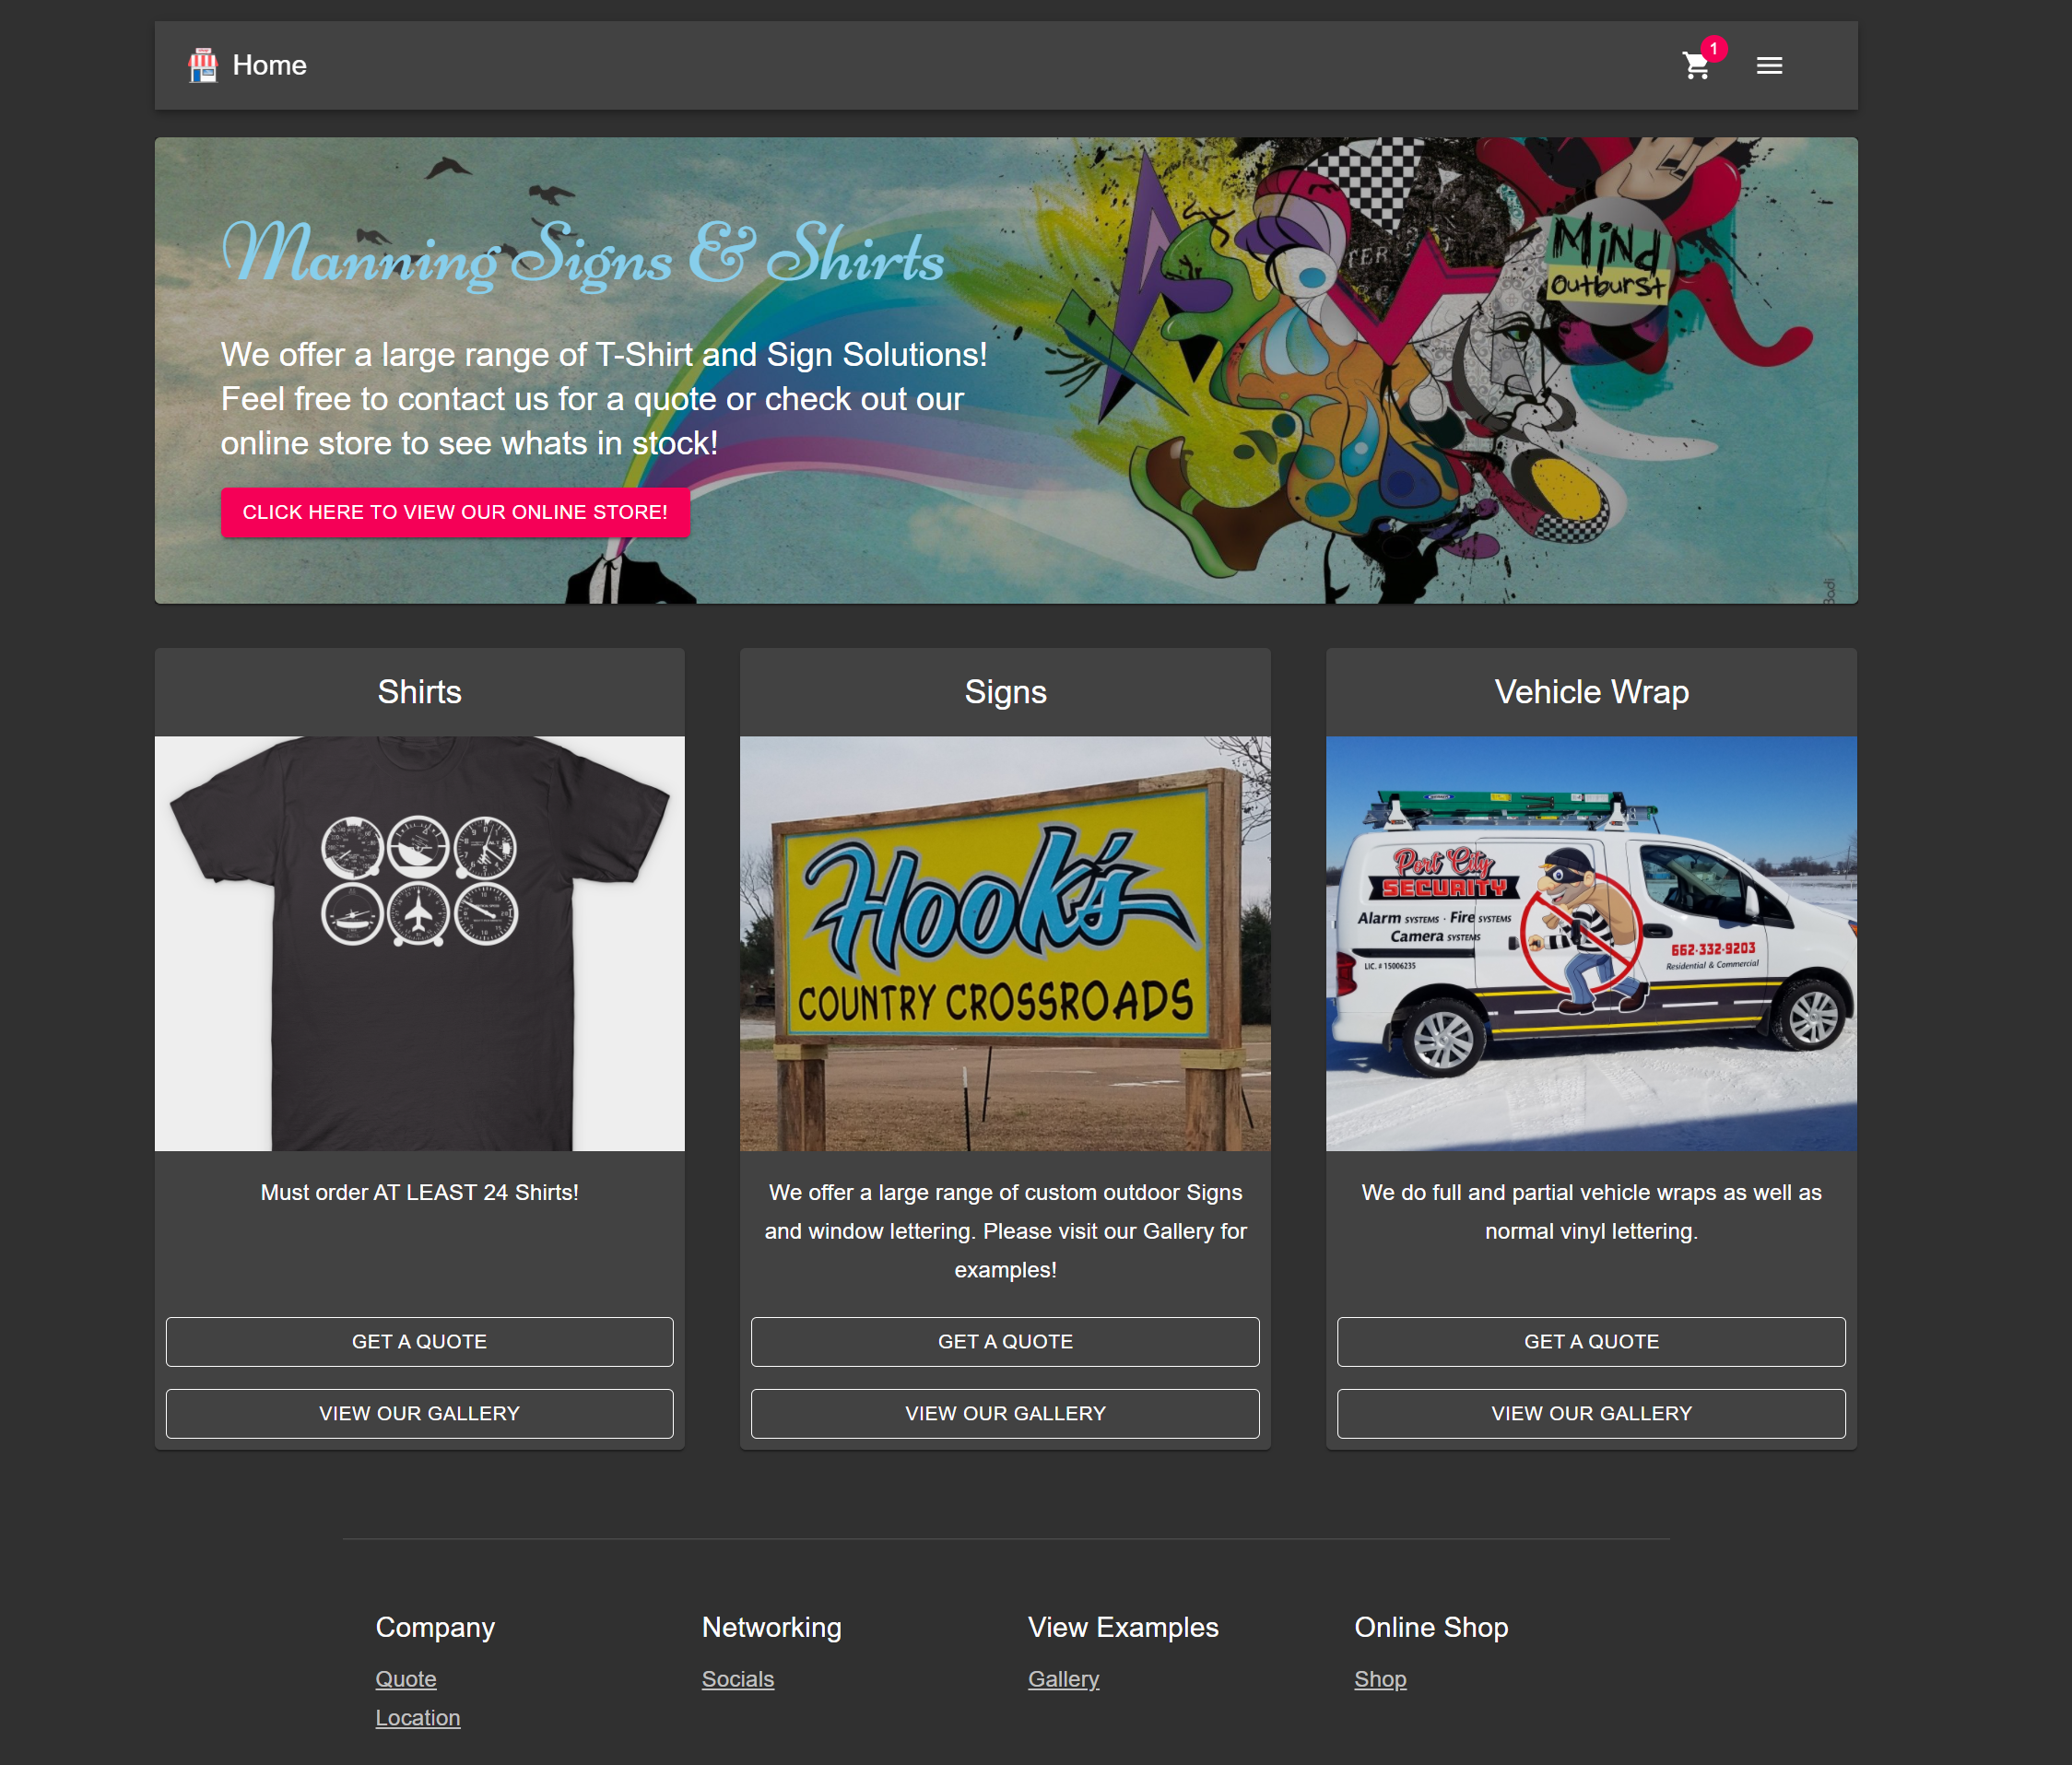 Home
1
Manning Signs & Shirts
MiNd
Outburst
We offer a large range of T-Shirt and Sign Solutions!
Feel free to contact us for a quote or check out our
online store to see whats in stock!
CLICK HERE TO VIEW OUR ONLINE STORE!
Badi
Shirts
Must order AT LEAST 24 Shirts!
GET A QUOTE
VIEW OUR GALLERY
Signs
Hook's
COUNTRY CROSSROADS
We offer a large range of custom outdoor Signs
and window lettering. Please visit our Gallery for
examples!
GET A QUOTE
VIEW OUR GALLERY
Vehicle Wrap
Port City
SECURITY
Alarm SYSTEMS · Fire SYSTEMS
Camera SYSTEMS
LIC. # 15006235
662-332-9203
Residential & Commercial
We do full and partial vehicle wraps as well as
normal vinyl lettering.
GET A QUOTE
VIEW OUR GALLERY
Company
Quote
Location
Networking
Socials
View Examples
Gallery
Online Shop
Shop